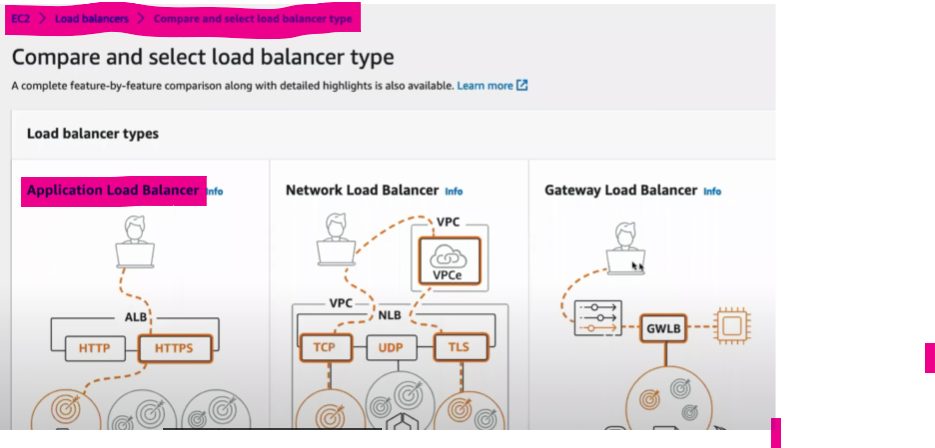 EC2 > Load balancers > Compare and select load balancer type
Compare and select load balancer type
A complete feature-by-feature comparison along with detailed highlights is also available. Learn more
Load balancer types
Application Load Balancer Info
ALB
HTTP HTTPS
Network Load Balancer Info
VPC
VPCe
VPC
NLB
TCP UDP TLS
Gateway Load Balancer Info
GWLB